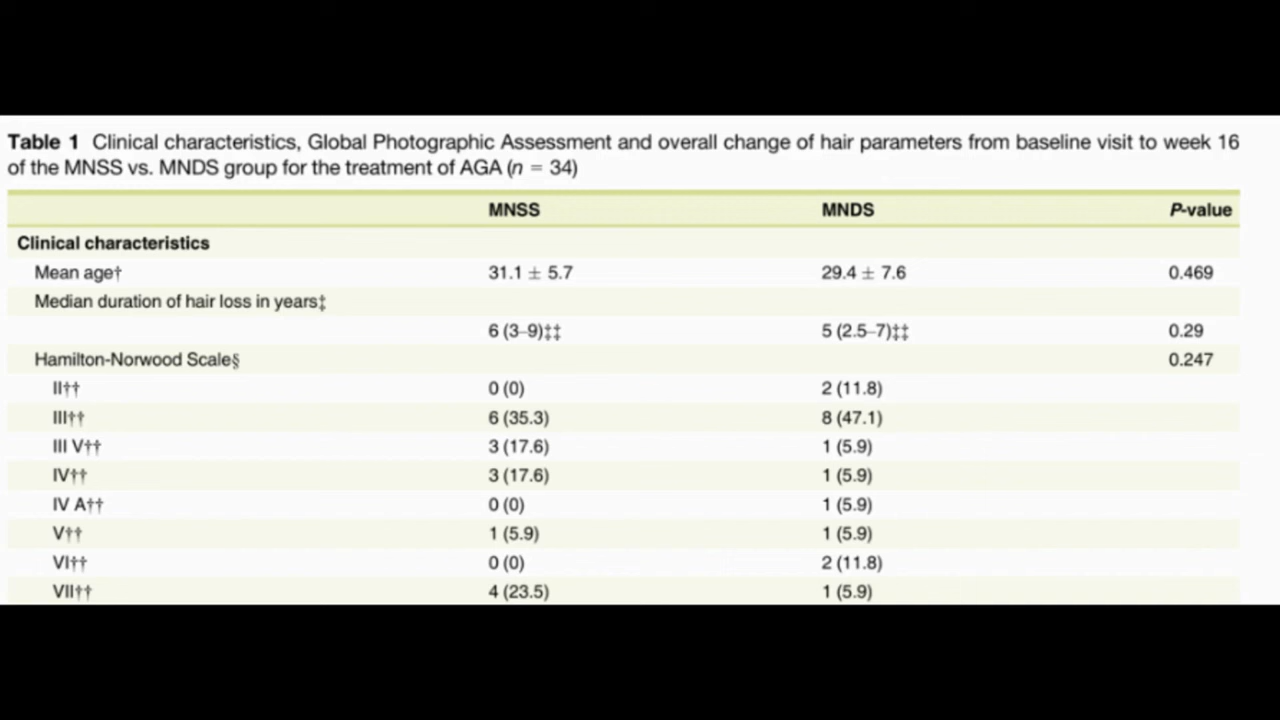 Table 1 Clinical characteristics, Global Photographic Assessment and overall change of hair parameters from baseline visit to week 16
of the MNSS vs. MNDS group for the treatment of AGA (n = 34)
MNSS MNDS P-value
Clinical characteristics
Mean age† 31.1 ± 5.7 29.4 ± 7.6 0.469
Median duration of hair loss in years‡
6 (3–9)‡‡ 5 (2.5–7)‡‡ 0.29
Hamilton-Norwood Scale§ 0.247
II†† 0 (0) 2 (11.8)
III†† 6 (35.3) 8 (47.1)
III V†† 3 (17.6) 1 (5.9)
IV†† 3 (17.6) 1 (5.9)
IV A†† 0 (0) 1 (5.9)
V†† 1 (5.9) 1 (5.9)
VI†† 0 (0) 2 (11.8)
VII†† 4 (23.5) 1 (5.9)